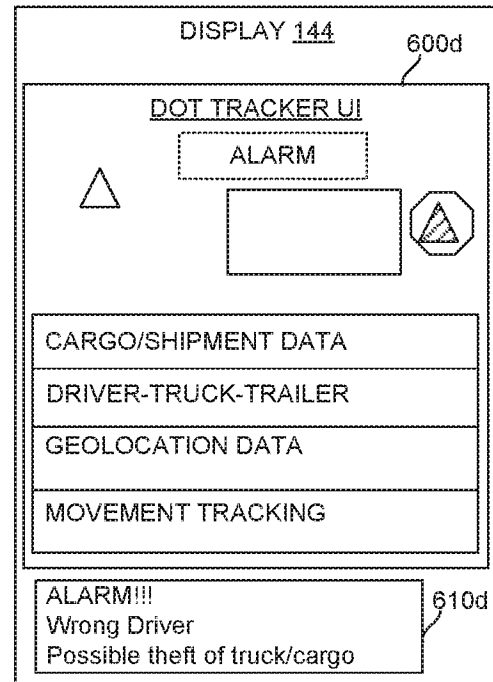 DISPLAY 144
600d
DOT TRACKER UI
ALARM
CARGO/SHIPMENT DATA
DRIVER-TRUCK-TRAILER
GEOLOCATION DATA
MOVEMENT TRACKING
ALARM!!!
Wrong Driver
Possible theft of truck/cargo
610d